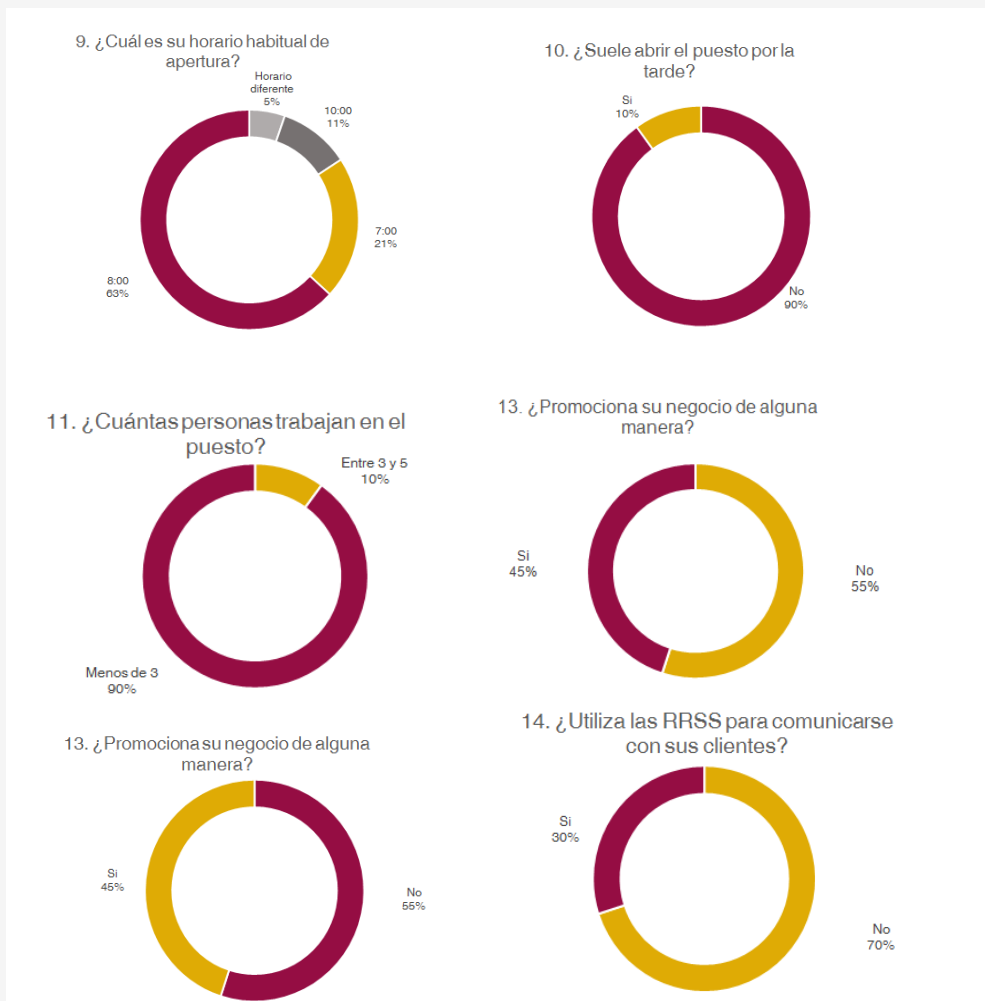 9. ¿Cuál es su horario habitual de
apertura?
Horario
diferente
5%
10:00
11%
7:00
21%
8:00
63%
10. ¿Suele abrir el puesto por la
tarde?
Si
10%
No
90%
11. ¿Cuántas personas trabajan en el
puesto?
Entre 3 y 5
10%
Menos de 3
90%
13. ¿Promociona su negocio de alguna
manera?
Si
45%
No
55%
13. ¿Promociona su negocio de alguna
manera?
Si
45%
No
55%
14. ¿Utiliza las RRSS para comunicarse
con sus clientes?
Si
30%
No
70%